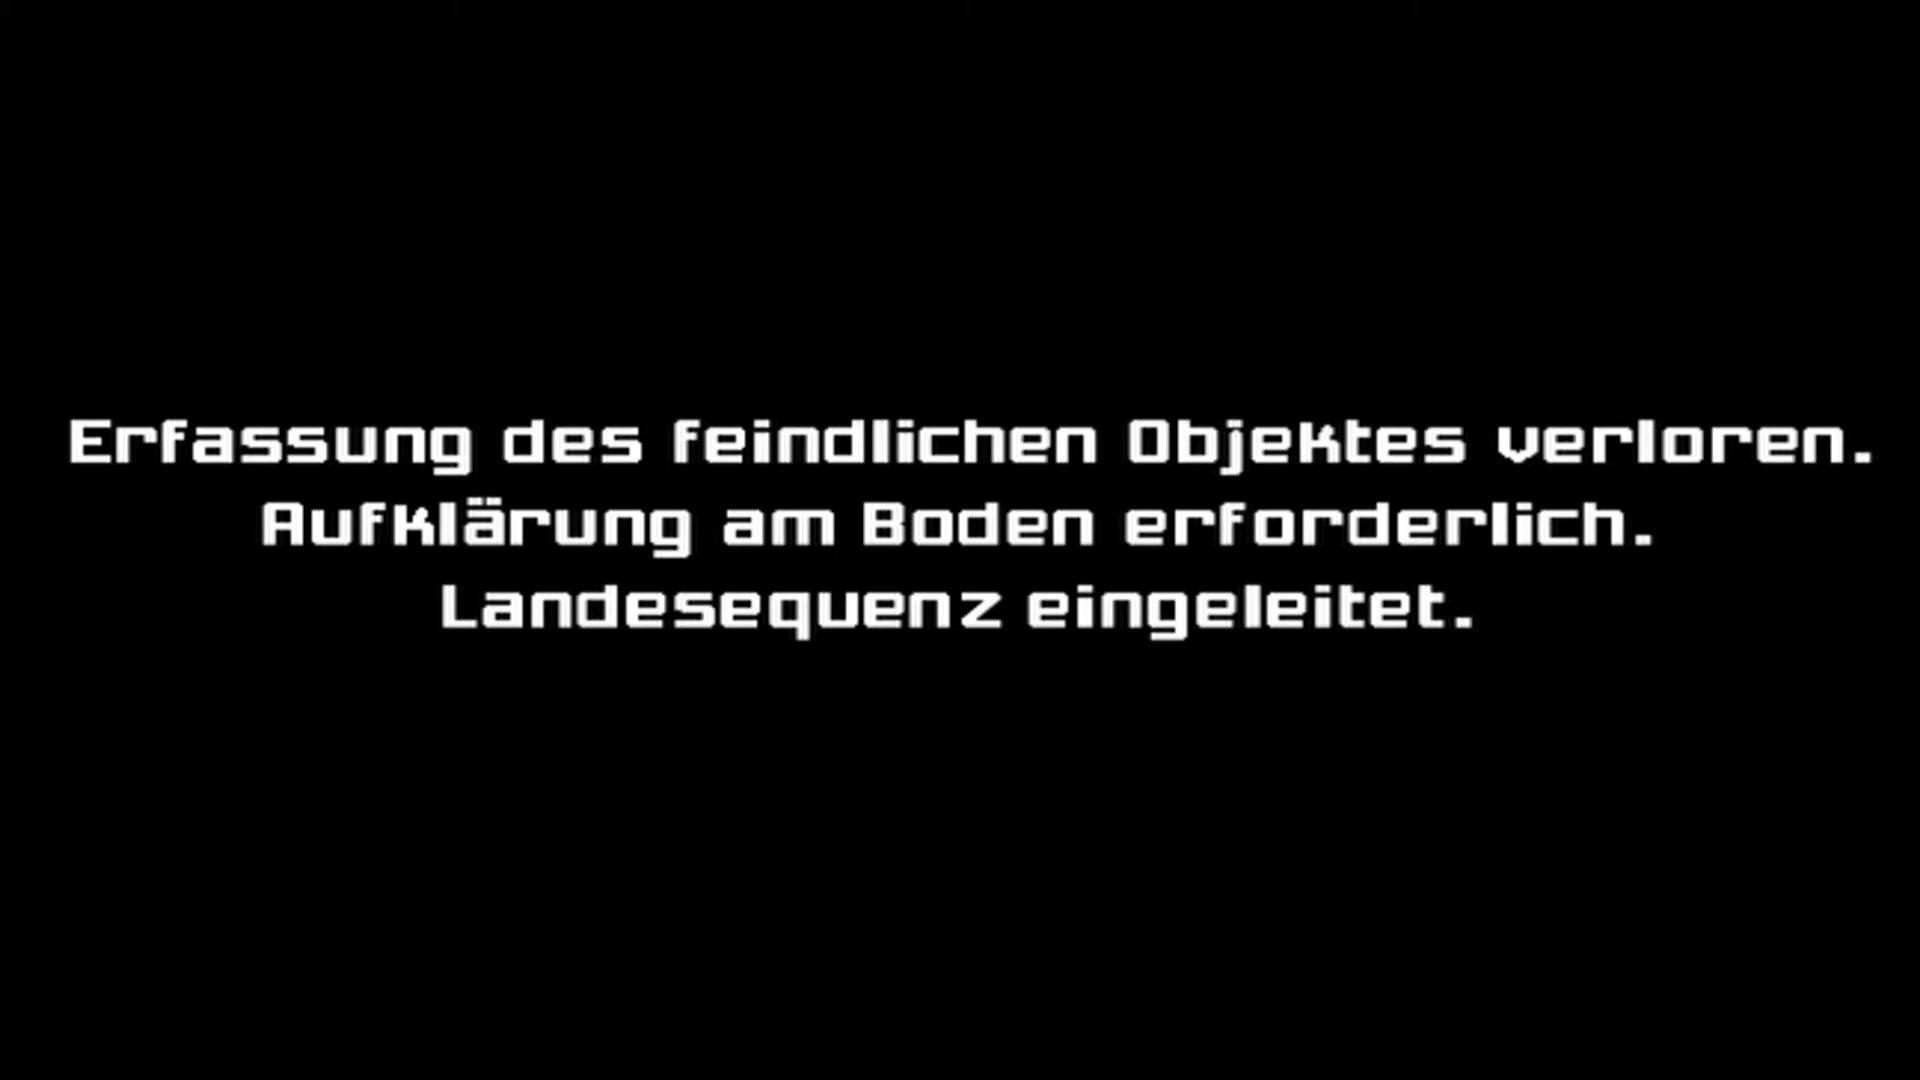 Erfassung des feindlichen Objektes verloren.
Aufklärung am Boden erforderlich.
Landesequenz eingeleitet.